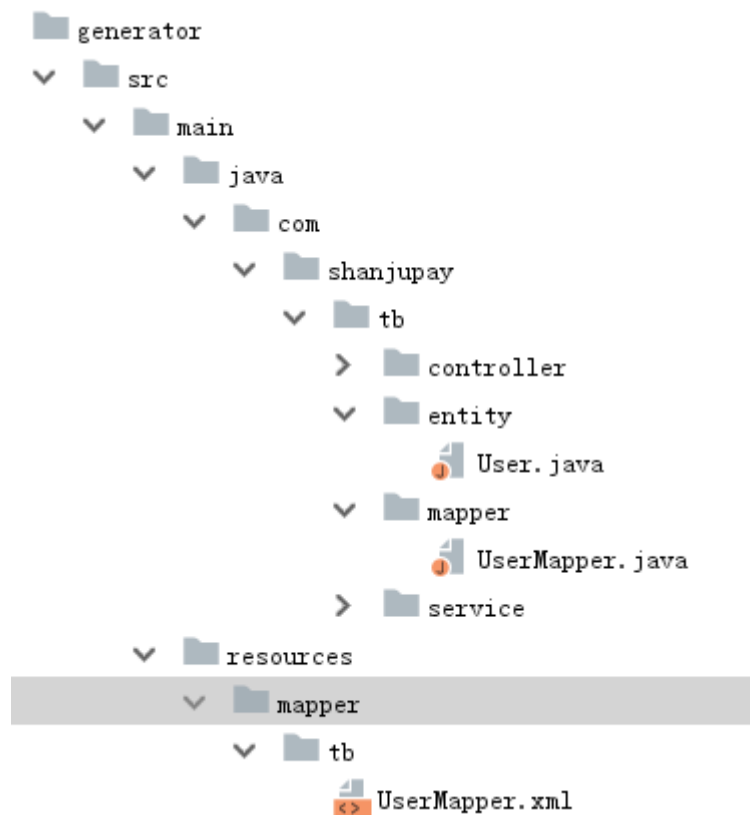 generator
src
main
java
com
shanjupay
tb
controller
entity
User.java
mapper
UserMapper.java
service
resources
mapper
tb
UserMapper.xml